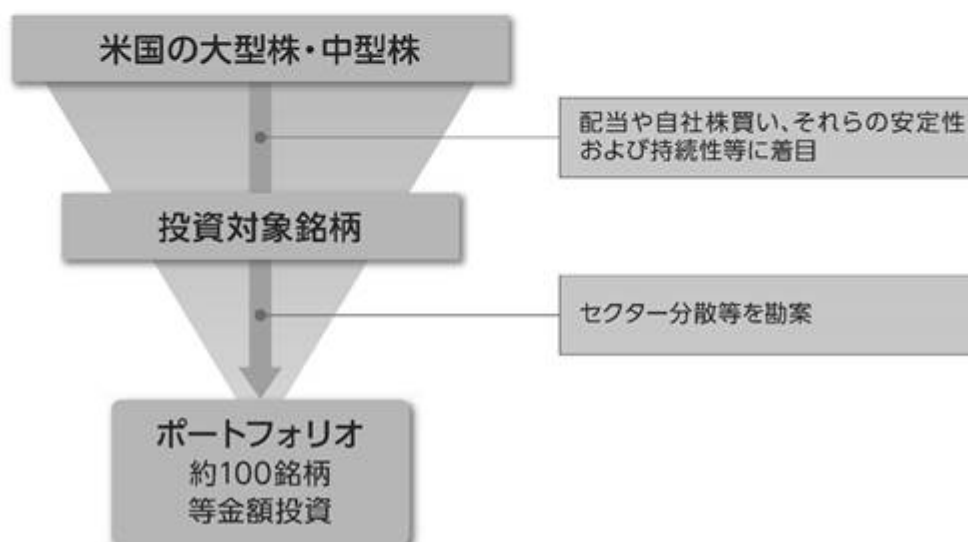 米国の大型株・中型株
配当や自社株買い、それらの安定性
および持続性等に着目
投資対象銘柄
セクター分散等を勘案
ポートフォリオ
約100銘柄
等金額投資